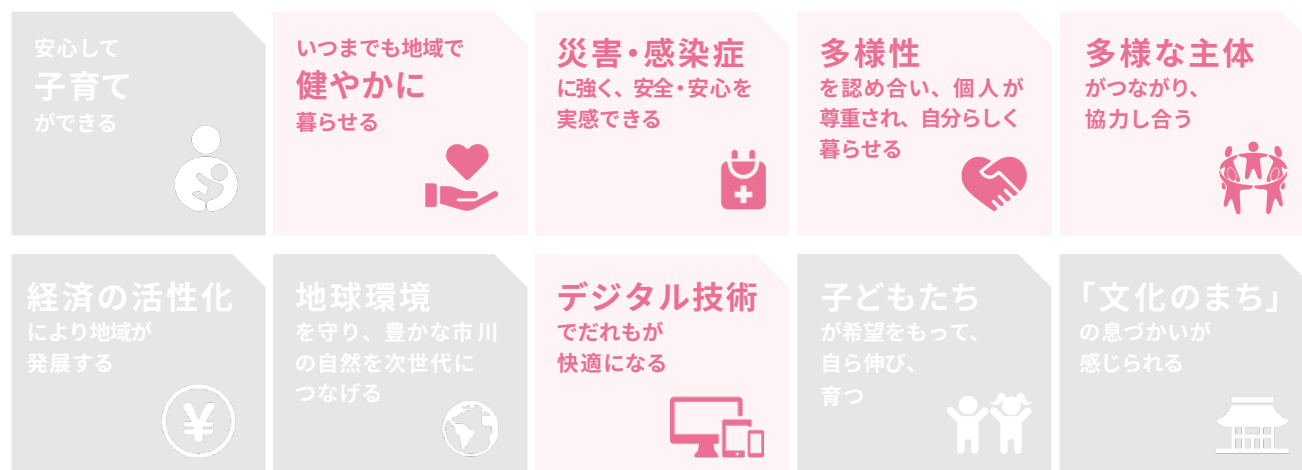 安心して
子育て
ができる
いつまでも地域で
健やかに
暮らせる
災害・感染症
に強く、安全・安心を
実感できる
多様性
を認め合い、個人が
尊重され、自分らしく
暮らせる
多様な主体
がつながり、
協力し合う
経済の活性化
により地域が
発展する
地球環境
を守り、豊かな市川
の自然を次世代に
つなげる
デジタル技術
でだれもが
快適になる
子どもたち
が希望をもって、
自ら伸び、
育つ
「文化のまち」
の息づかいが
感じられる